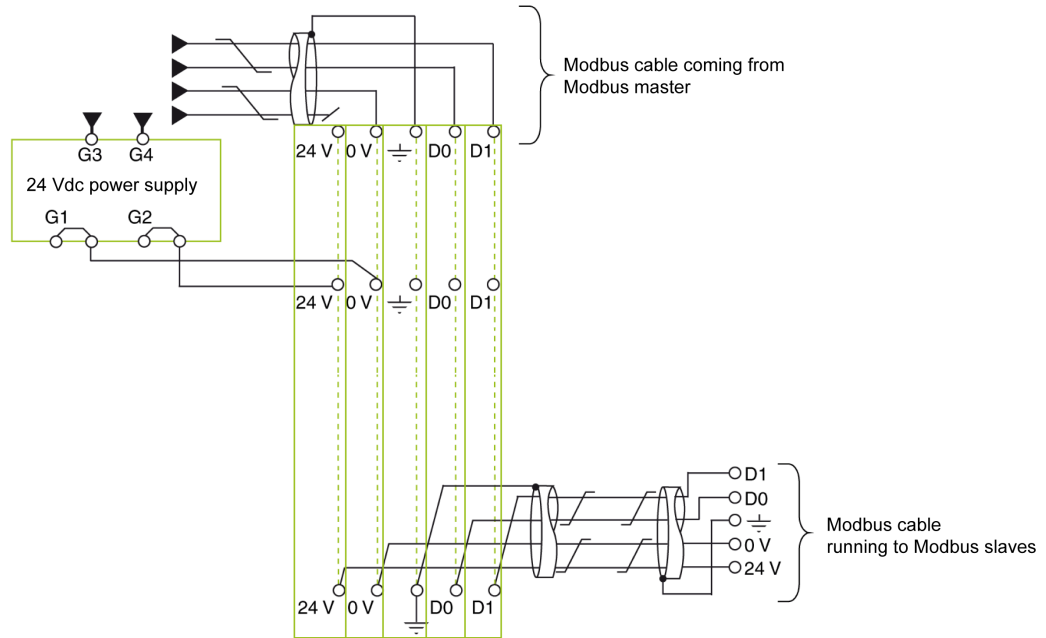 Modbus cable coming from
Modbus master
G3 G4
24 V 0 V D0 D1
24 Vdc power supply
G1 G2
24 V 0 V D0 D1
D1
D0
Modbus cable
running to Modbus slaves
0 V
24 V
24 V 0 V D0 D1